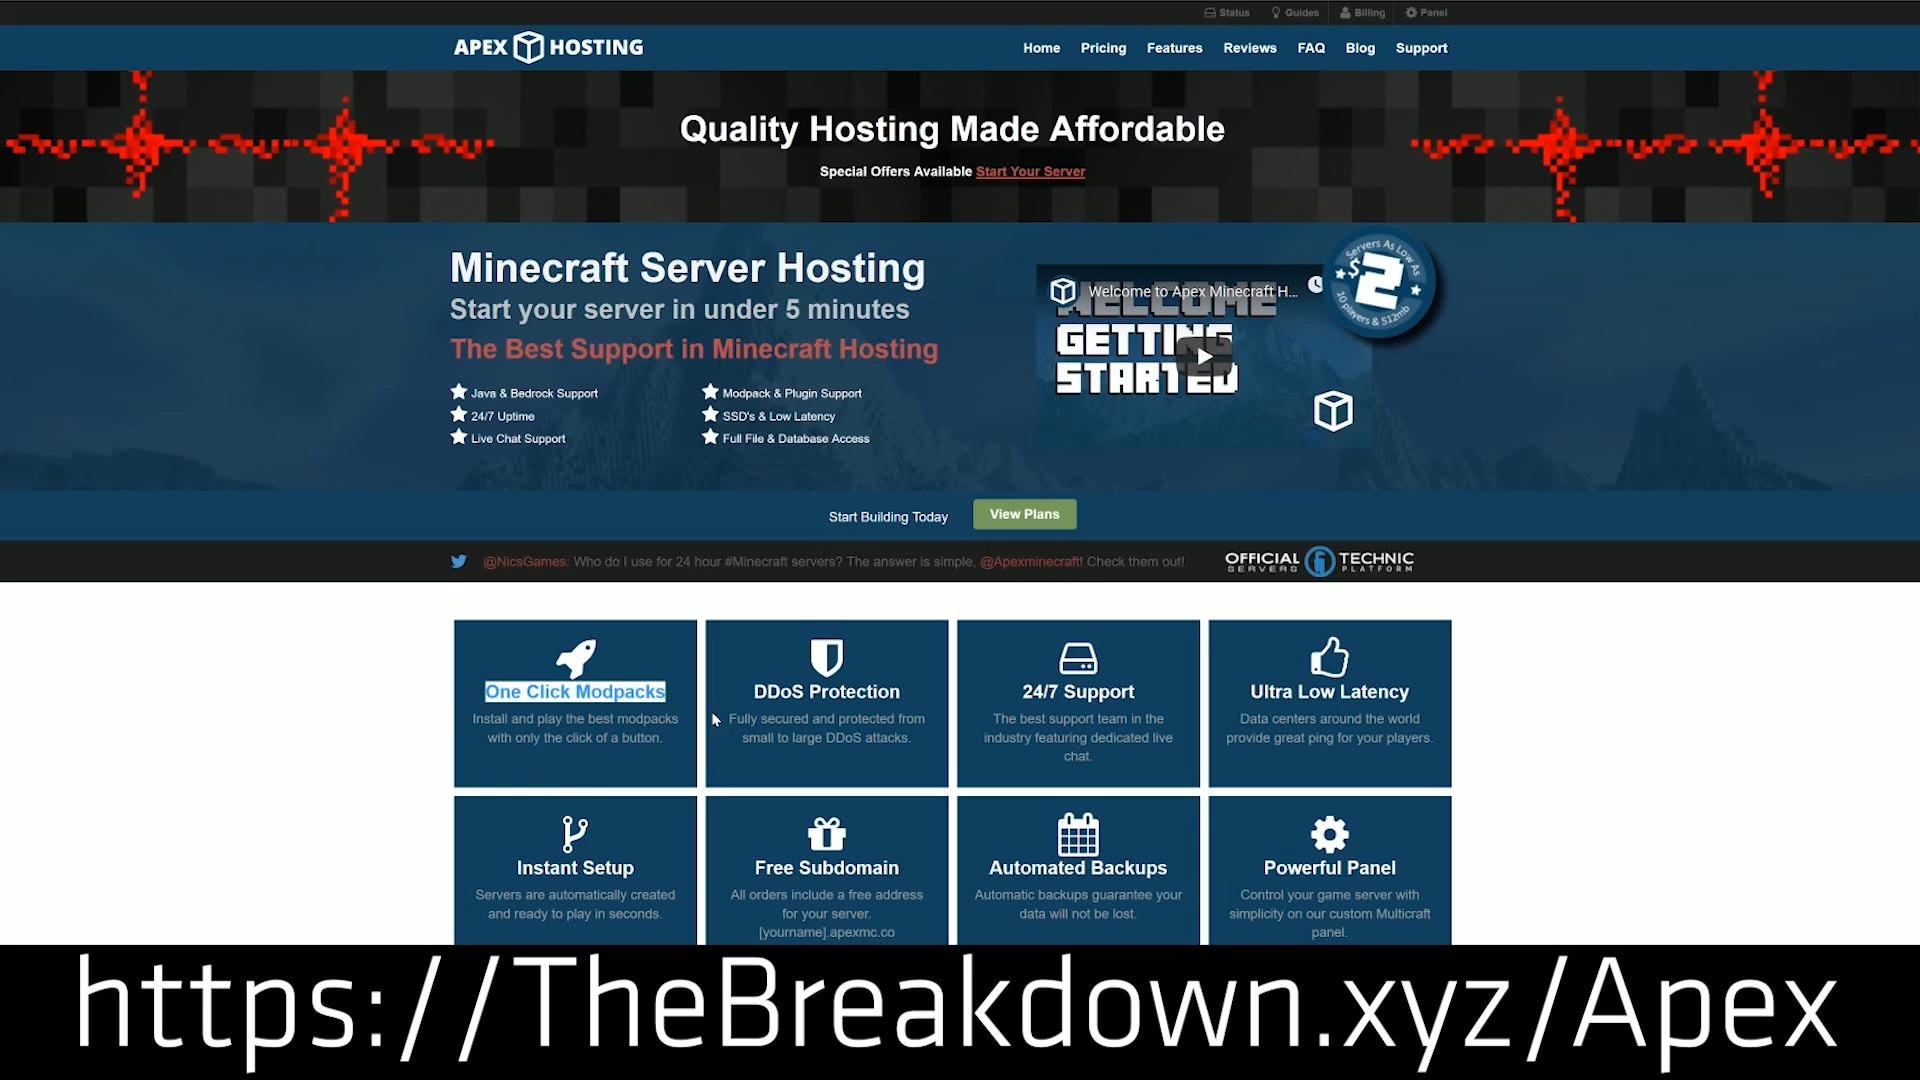 Status Guides Billing Panel
APEX HOSTING
Home Pricing Features Reviews FAQ Blog Support
Quality Hosting Made Affordable
Special Offers Available Start Your Server
Minecraft Server Hosting
Start your server in under 5 minutes
The Best Support in Minecraft Hosting
Java & Bedrock Support
Modpack & Plugin Support
24/7 Uptime
SSD's & Low Latency
Live Chat Support
Full File & Database Access
Servers As Low As
$2
10 players & 512mb
Welcome to Apex Minecraft H...
WELCOME
GETTING
STARTED
Start Building Today
View Plans
@NicsGames: Who do I use for 24 hour #Minecraft servers? The answer is simple, @Apexminecraft! Check them out!
OFFICIAL TECHNIC
SERVERS PLATFORM
One Click Modpacks
Install and play the best modpacks
with only the click of a button.
DDoS Protection
Fully secured and protected from
small to large DDoS attacks.
24/7 Support
The best support team in the
industry featuring dedicated live
chat.
Ultra Low Latency
Data centers around the world
provide great ping for your players.
Instant Setup
Servers are automatically created
and ready to play in seconds.
Free Subdomain
All orders include a free address
for your server.
[yourname].apexmc.co
Automated Backups
Automatic backups guarantee your
data will not be lost.
Powerful Panel
Control your game server with
simplicity on our custom Multicraft
panel.
https://TheBreakdown.xyz/Apex